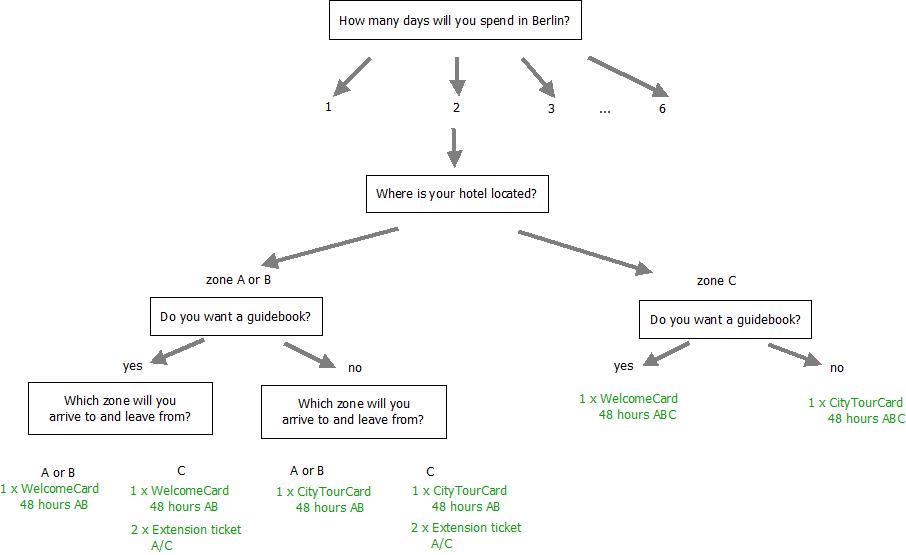 How many days will you spend in Berlin?
1
2
3
...
6
Where is your hotel located?
zone A or B
zone C
Do you want a guidebook?
Do you want a guidebook?
yes
no
yes
no
Which zone will you
arrive to and leave from?
Which zone will you
arrive to and leave from?
1 x WelcomeCard
48 hours ABC
1 x CityTourCard
48 hours ABC
A or B
1 x WelcomeCard
48 hours AB
C
1 x WelcomeCard
48 hours AB
2 x Extension ticket
A/C
A or B
1 x CityTourCard
48 hours AB
C
1 x CityTourCard
48 hours AB
2 x Extension ticket
A/C